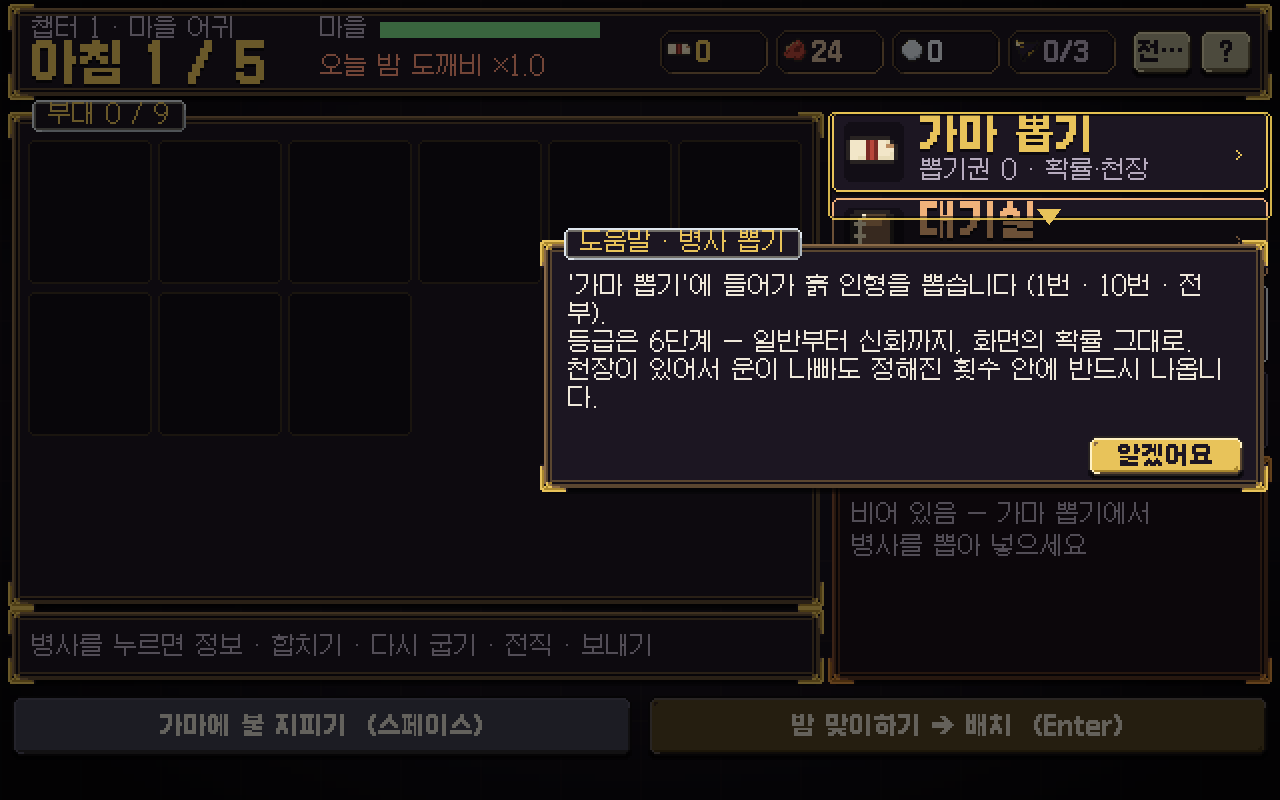 챕터 1 · 마을 어귀
아침 1 / 5
마을
오늘 밤 도깨비 ×1.0
0
24
0
0/3
전…
?
부대 0 / 9
가마 뽑기
뽑기권 0 · 확률·천장
대기실
도움말 · 병사 뽑기
'가마 뽑기'에 들어가 흙 인형을 뽑습니다 (1번 · 10번 · 전
부).
등급은 6단계 — 일반부터 신화까지, 화면의 확률 그대로.
천장이 있어서 운이 나빠도 정해진 횟수 안에 반드시 나옵니
다.
알겠어요
비어 있음 — 가마 뽑기에서
병사를 뽑아 넣으세요
병사를 누르면 정보 · 합치기 · 다시 굽기 · 전직 · 보내기
가마에 불 지피기 (스페이스)
밤 맞이하기 → 배치 (Enter)